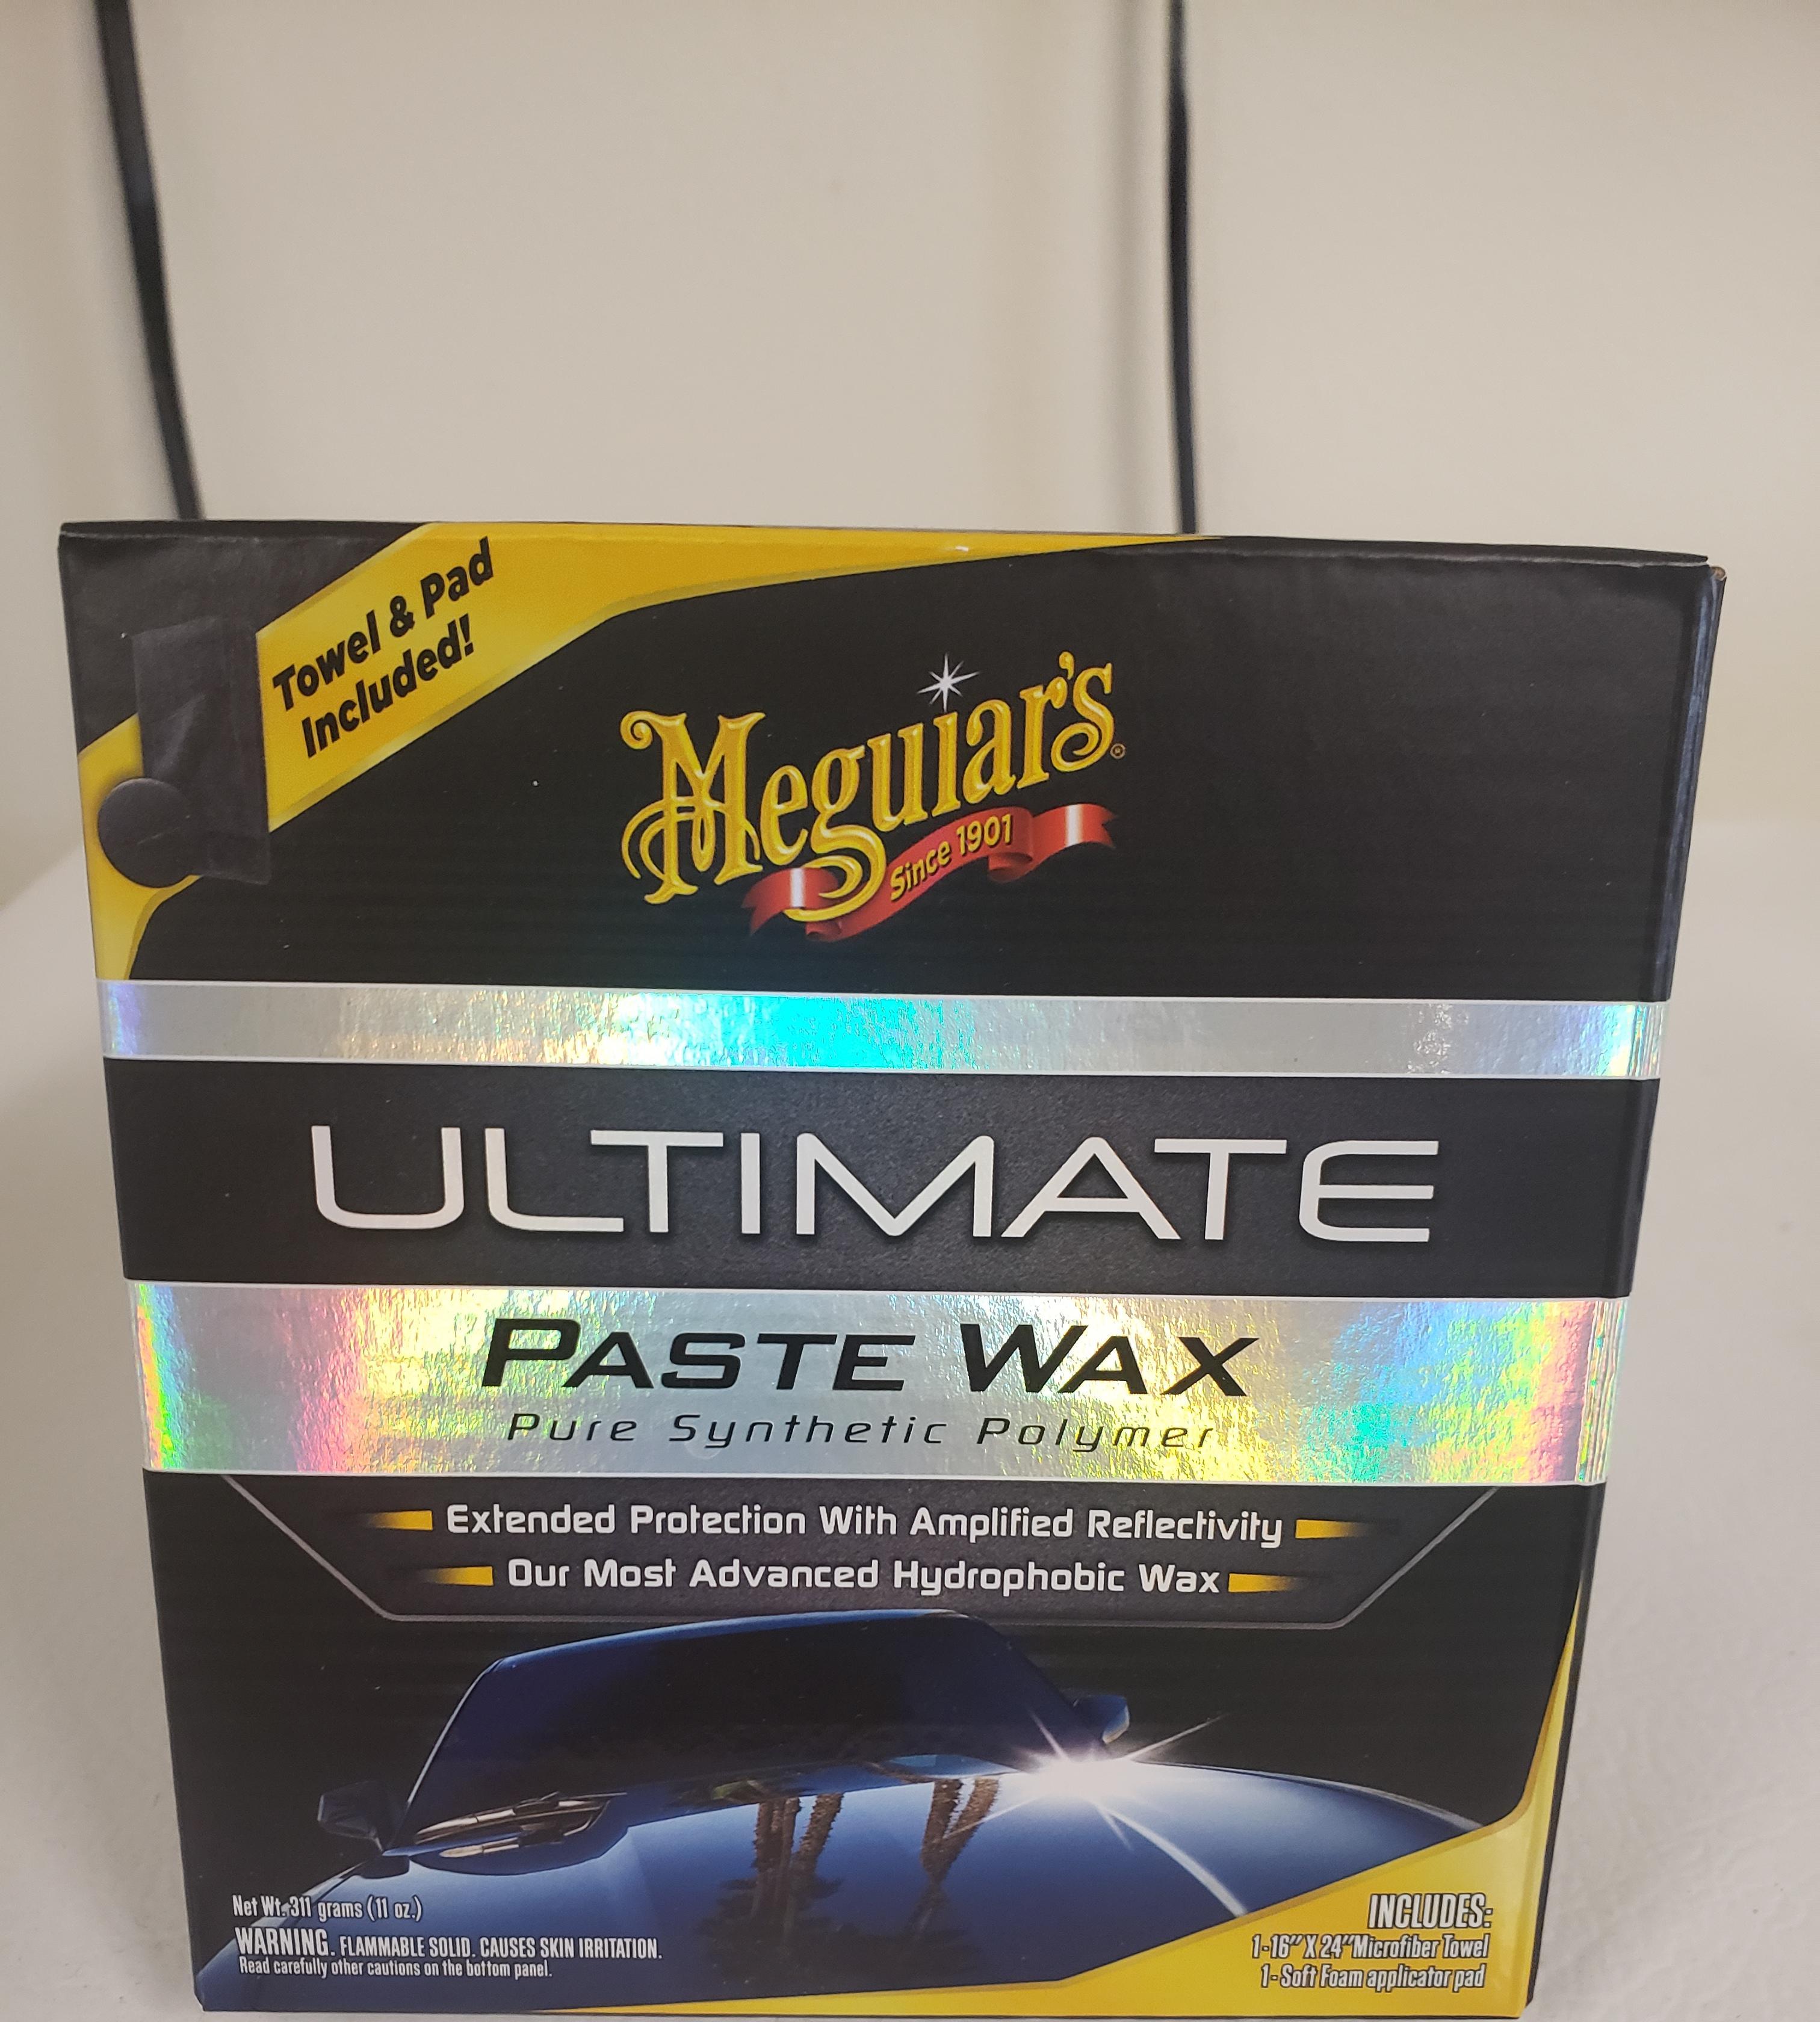 Towel & Pad
Included!
Meguiar's®
Since 1901
ULTIMATE
PASTE WAX
Pure Synthetic Polymer
Extended Protection With Amplified Reflectivity
Our Most Advanced Hydrophobic Wax
Net Wt. 311 grams (11 oz.)
WARNING. FLAMMABLE SOLID. CAUSES SKIN IRRITATION.
Read carefully other cautions on the bottom panel.
INCLUDES:
1-16" X 24" Microfiber Towel
1- Soft Foam applicator pad